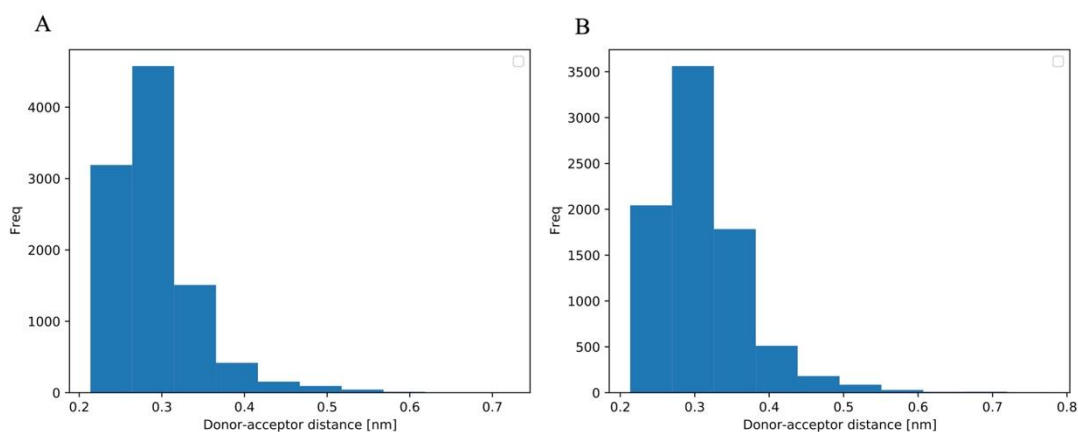 A
B
4000
3000
2000
1000
0
Freq
0.2 0.3 0.4 0.5 0.6 0.7
Donor-acceptor distance [nm]
3500
3000
2500
2000
1500
1000
500
0
Freq
0.2 0.3 0.4 0.5 0.6 0.7 0.8
Donor-acceptor distance [nm]